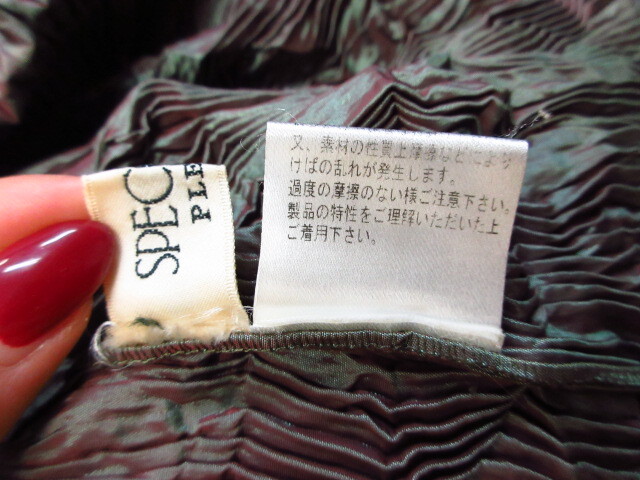 SPEC
PLE
又、素材の性質上摩擦などにより
けばの乱れが発生します。
過度の摩擦のない様ご注意下さい。
製品の特性をご理解いただいた上
ご着用下さい。